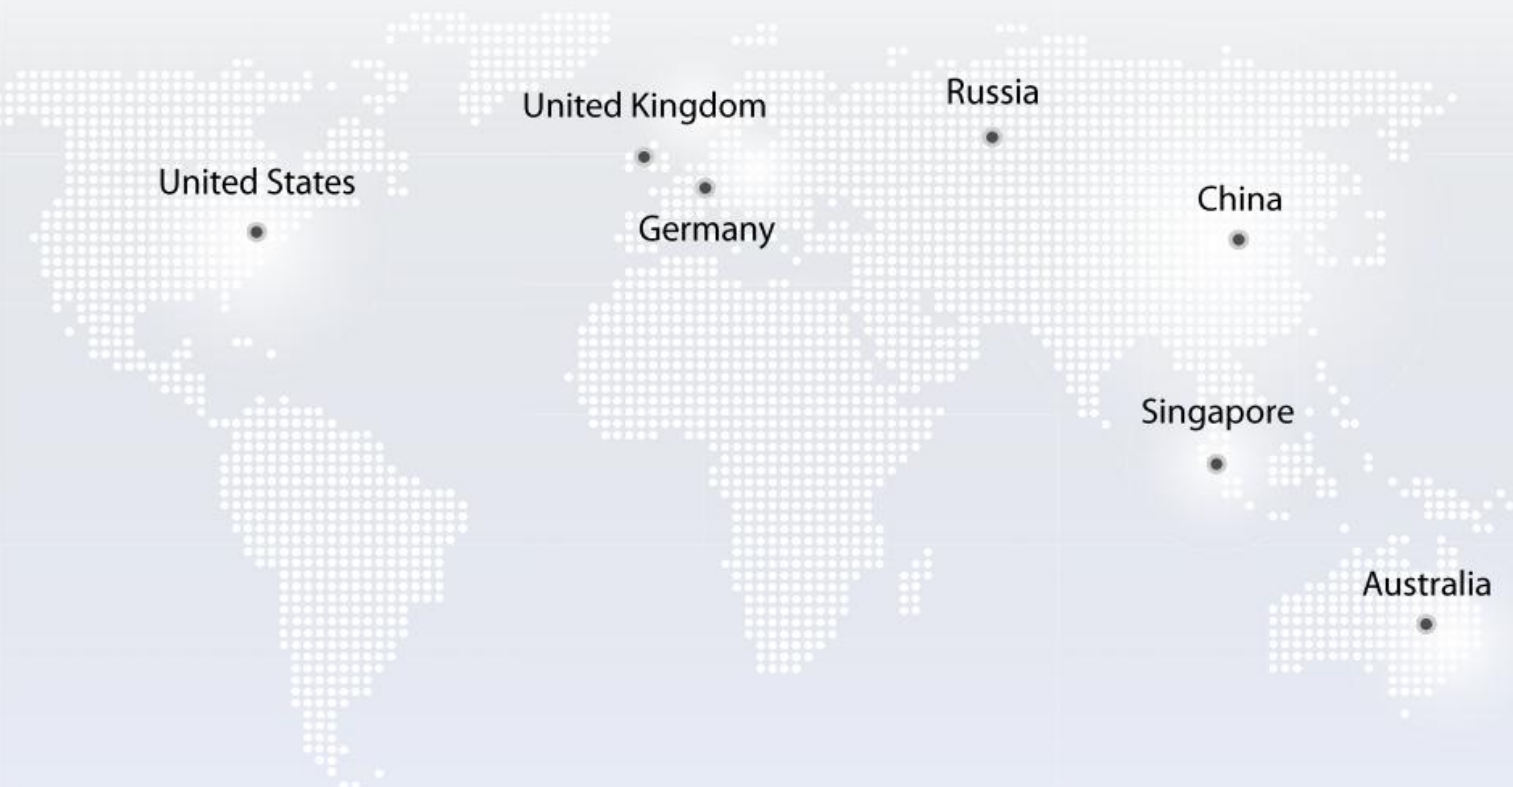 Russia
United Kingdom
United States
China
Germany
Singapore
Australia